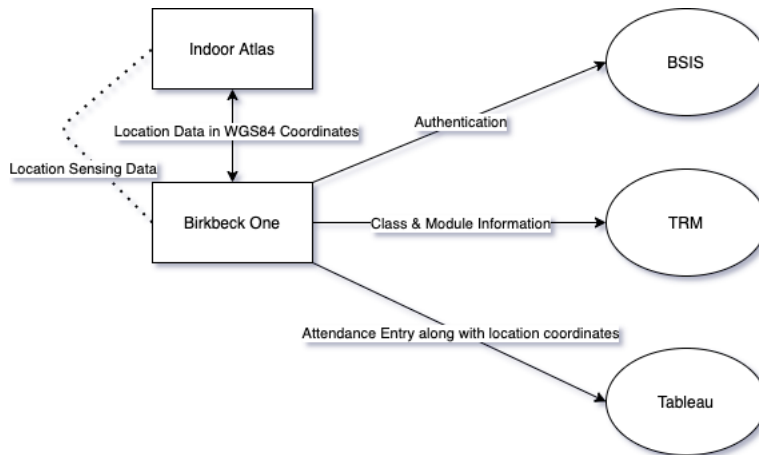 Indoor Atlas
BSIS
Authentication
Location Data in WGS84 Coordinates
Location Sensing Data
Birkbeck One
Class & Module Information
TRM
Attendance Entry along with location coordinates
Tableau